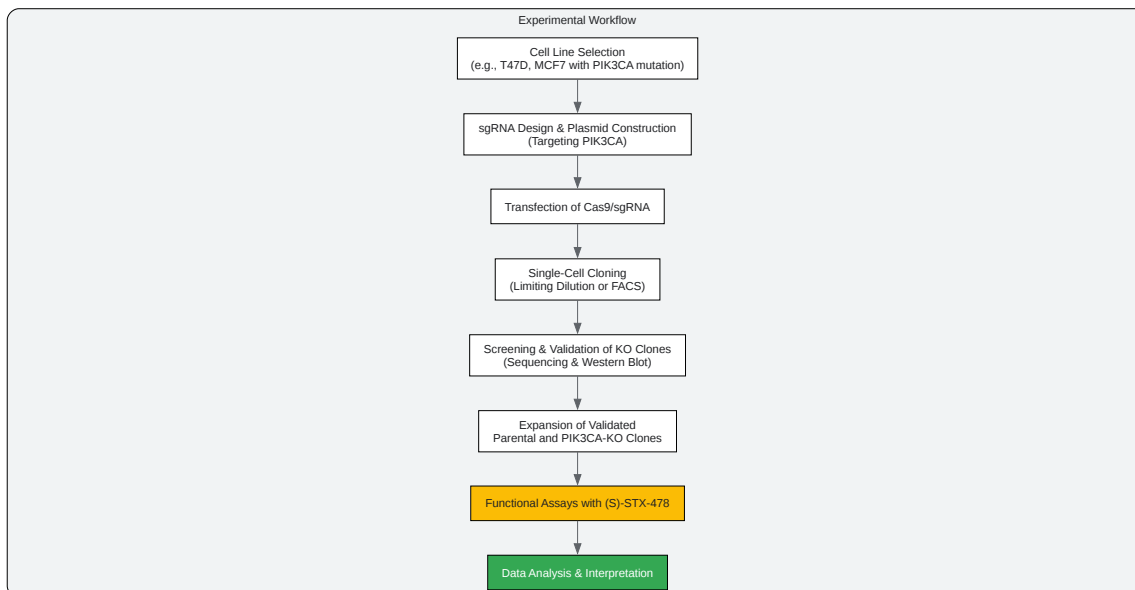 Experimental Workflow
Cell Line Selection
(e.g., T47D, MCF7 with PIK3CA mutation)
sgRNA Design & Plasmid Construction
(Targeting PIK3CA)
Transfection of Cas9/sgRNA
Single-Cell Cloning
(Limiting Dilution or FACS)
Screening & Validation of KO Clones
(Sequencing & Western Blot)
Expansion of Validated
Parental and PIK3CA-KO Clones
Functional Assays with (S)-STX-478
Data Analysis & Interpretation